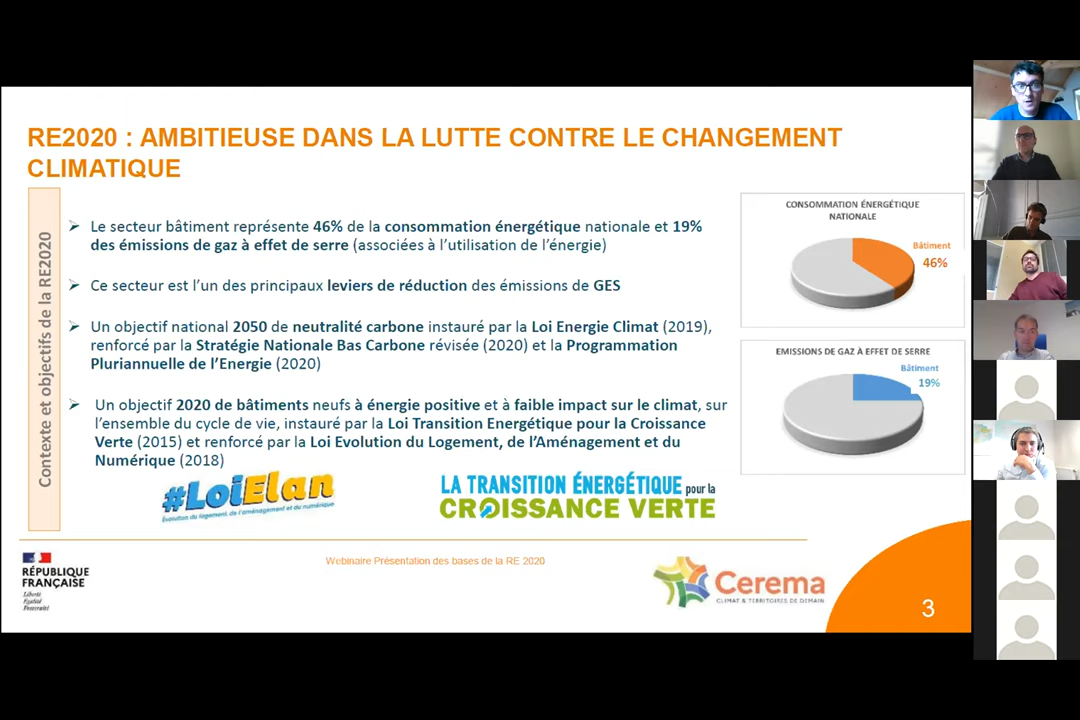 RE2020 : AMBITIEUSE DANS LA LUTTE CONTRE LE CHANGEMENT
CLIMATIQUE
Contexte et objectifs de la RE2020
➢ Le secteur bâtiment représente 46% de la consommation énergétique nationale et 19%
des émissions de gaz à effet de serre (associées à l’utilisation de l’énergie)
➢ Ce secteur est l’un des principaux leviers de réduction des émissions de GES
➢ Un objectif national 2050 de neutralité carbone instauré par la Loi Energie Climat (2019),
renforcé par la Stratégie Nationale Bas Carbone révisée (2020) et la Programmation
Pluriannuelle de l’Energie (2020)
➢ Un objectif 2020 de bâtiments neufs à énergie positive et à faible impact sur le climat, sur
l’ensemble du cycle de vie, instauré par la Loi Transition Energétique pour la Croissance
Verte (2015) et renforcé par la Loi Evolution du Logement, de l’Aménagement et du
Numérique (2018)
CONSOMMATION ÉNERGÉTIQUE
NATIONALE
Bâtiment
46%
EMISSIONS DE GAZ À EFFET DE SERRE
Bâtiment
19%
#LoiElan
Evolution du logement, de l'aménagement et du numérique
LA TRANSITION ÉNERGÉTIQUE pour la
CROISSANCE VERTE
RÉPUBLIQUE
FRANÇAISE
Liberté
Égalité
Fraternité
Webinaire Présentation des bases de la RE 2020
Cerema
CLIMAT & TERRITOIRES DE DEMAIN
3